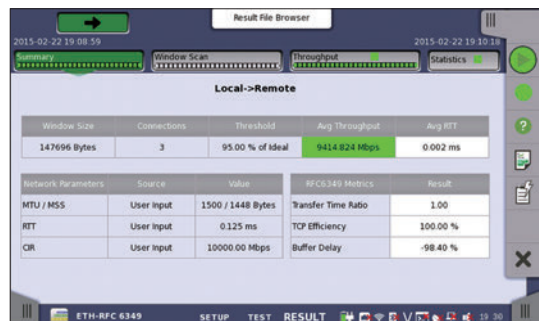 Result File Browser
2015-02-22 19:08:59
2015-02-22 19:10:18
Summary
Window Scan
Throughput
Statistics
Local->Remote
Window Size Connections Threshold Avg Throughput Avg RTT
147696 Bytes 3 95.00 % of Ideal 9414.824 Mbps 0.002 ms
Network Parameters Source Value
MTU / MSS User Input 1500 / 1448 Bytes
RTT User Input 0.125 ms
CIR User Input 10000.00 Mbps
RFC6349 Metrics Result
Transfer Time Ratio 1.00
TCP Efficiency 100.00 %
Buffer Delay -98.40 %
ETH-RFC 6349 SETUP TEST RESULT 19 30